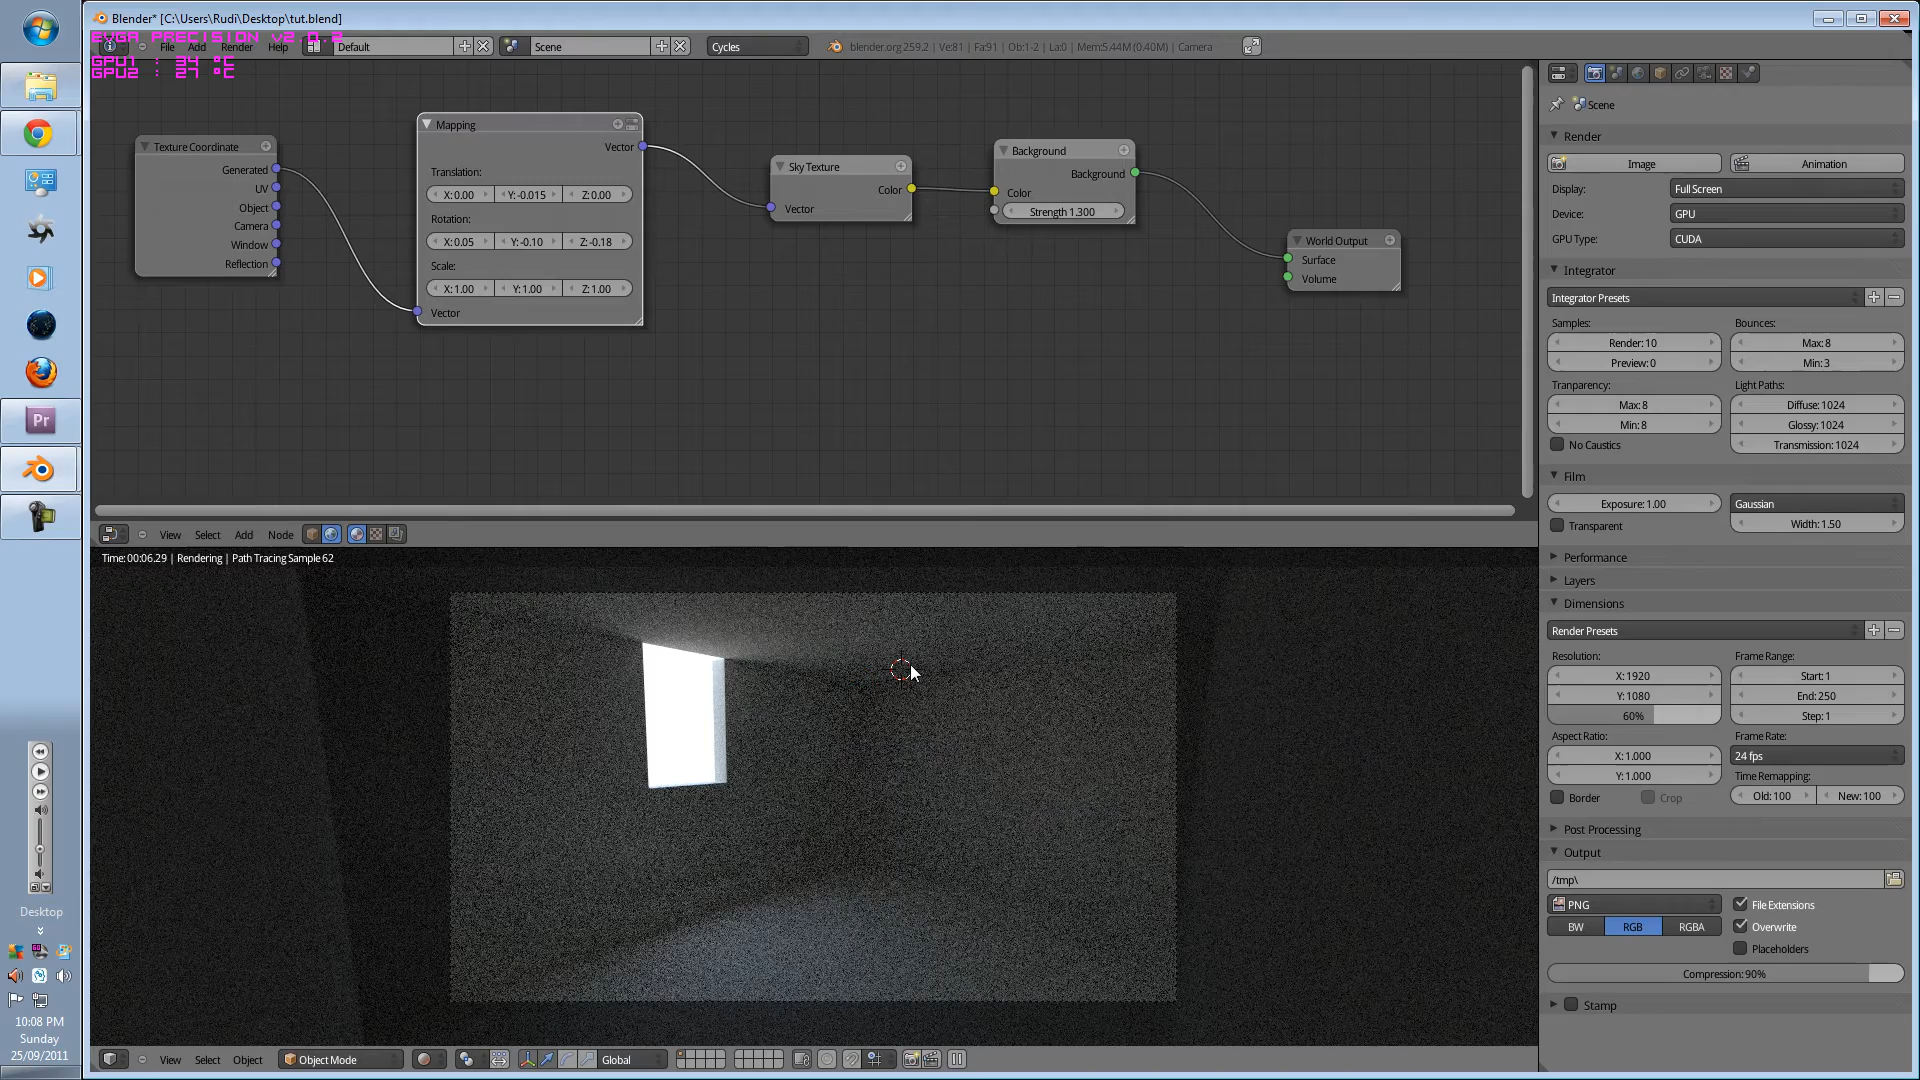 Blender* [C:\Users\Rudi\Desktop\tut.blend]
EVGA PRECISION v2.0.2
GPU1 : 34 °C
GPU2 : 27 °C
File Add Render Help Default Scene Cycles blender.org 259.2 | Ve:81 | Fa:91 | Ob:1-2 | La:0 | Mem:5.44M (0.40M) | Camera
Texture Coordinate
Generated
UV
Object
Camera
Window
Reflection
Mapping
Vector
Translation:
X: 0.00 Y: -0.015 Z: 0.00
Rotation:
X: 0.05 Y: -0.10 Z: -0.18
Scale:
X: 1.00 Y: 1.00 Z: 1.00
Vector
Sky Texture
Color
Vector
Background
Background
Color
Strength 1.300
World Output
Surface
Volume
View Select Add Node
Time:00:06.29 | Rendering | Path Tracing Sample 62
View Select Object Object Mode Global
Scene
Render
Image Animation
Display: Full Screen
Device: GPU
GPU Type: CUDA
Integrator
Integrator Presets
Samples: Bounces:
Render: 10 Max: 8
Preview: 0 Min: 3
Tranparency: Light Paths:
Max: 8 Diffuse: 1024
Min: 8 Glossy: 1024
No Caustics Transmission: 1024
Film
Exposure: 1.00 Gaussian
Transparent Width: 1.50
Performance
Layers
Dimensions
Render Presets
Resolution: Frame Range:
X: 1920 Start: 1
Y: 1080 End: 250
60% Step: 1
Aspect Ratio: Frame Rate:
X: 1.000 24 fps
Y: 1.000 Time Remapping:
Border Crop Old: 100 New: 100
Post Processing
Output
/tmp\
PNG File Extensions
BW RGB RGBA Overwrite
Placeholders
Compression: 90%
Stamp
Pr
Desktop
10:08 PM
Sunday
25/09/2011